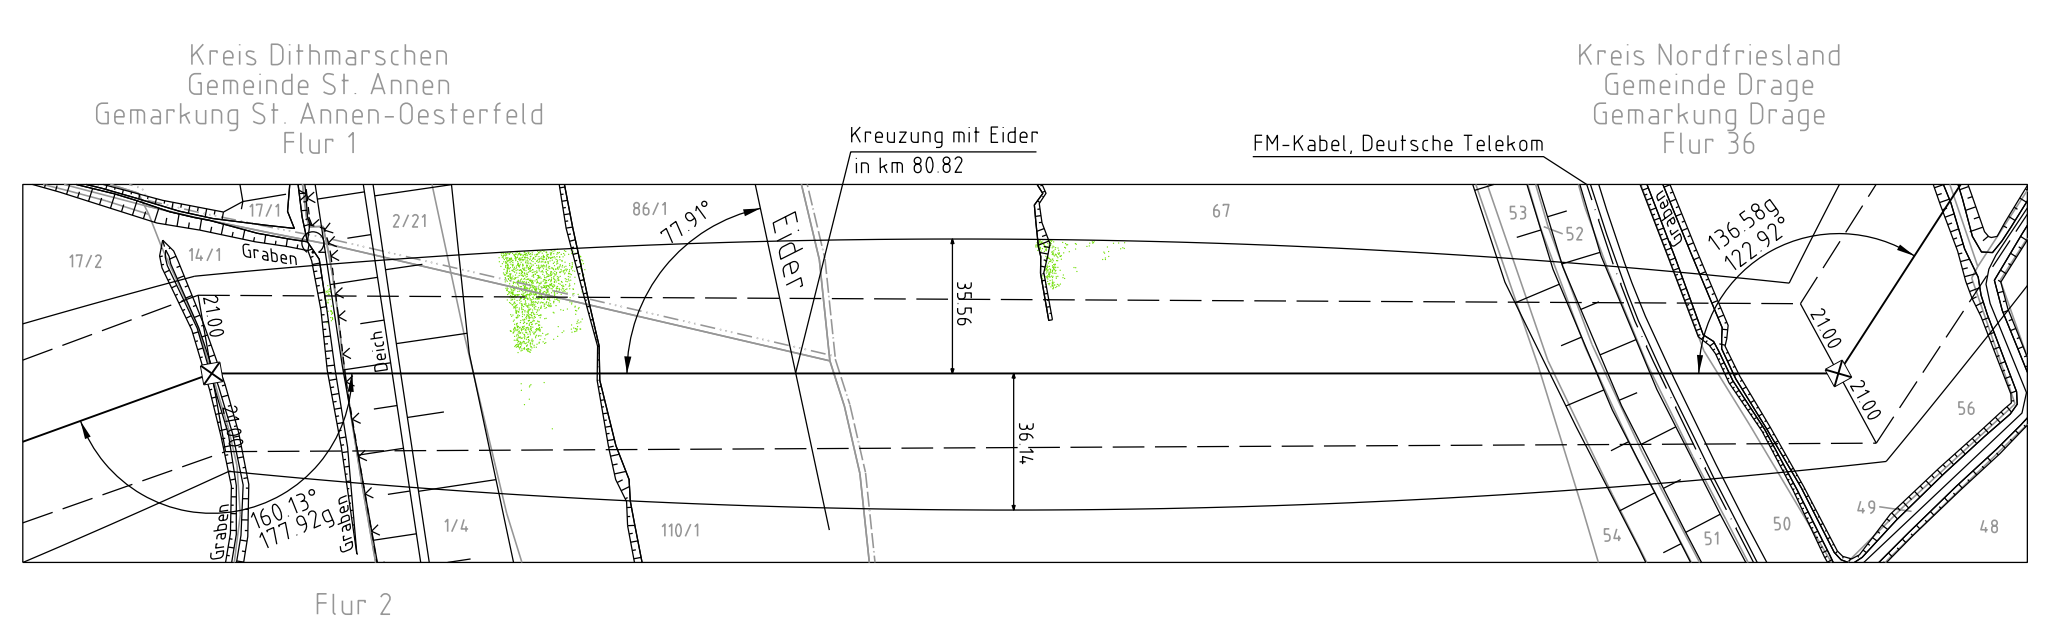 Kreis Dithmarschen
Gemeinde St. Annen
Gemarkung St. Annen-Oesterfeld
Flur 1
Kreis Nordfriesland
Gemeinde Drage
Gemarkung Drage
Flur 36
Kreuzung mit Eider
in km 80.82
FM-Kabel, Deutsche Telekom
17/1
2/21
86/1
77.91°
Eider
67
53
52
Graben
136.58g
122.92°
17/2
14/1
Graben
21.00
35.56
21.00
Deich
21.00
21.00
56
36.14
160.13°
177.92g
Graben
Graben
1/4
110/1
54
51
50
49
48
Flur 2